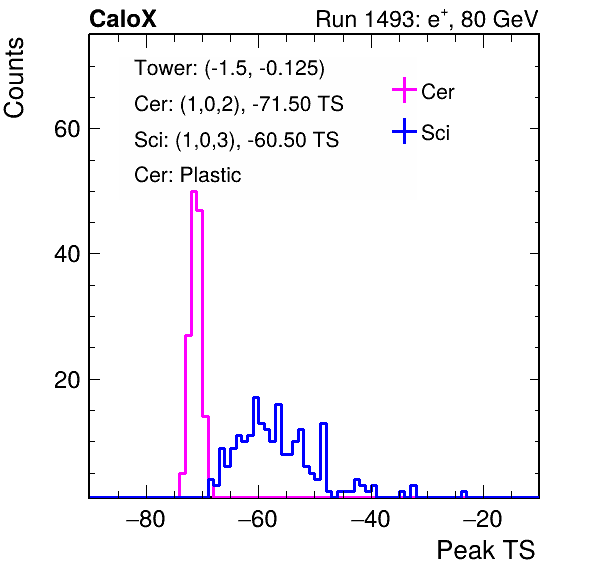 CaloX Run 1493: e⁺, 80 GeV
Counts
Tower: (-1.5, -0.125)
Cer: (1,0,2), -71.50 TS
Sci: (1,0,3), -60.50 TS
Cer: Plastic
Cer
Sci
60
40
20
−80 −60 −40 −20
Peak TS